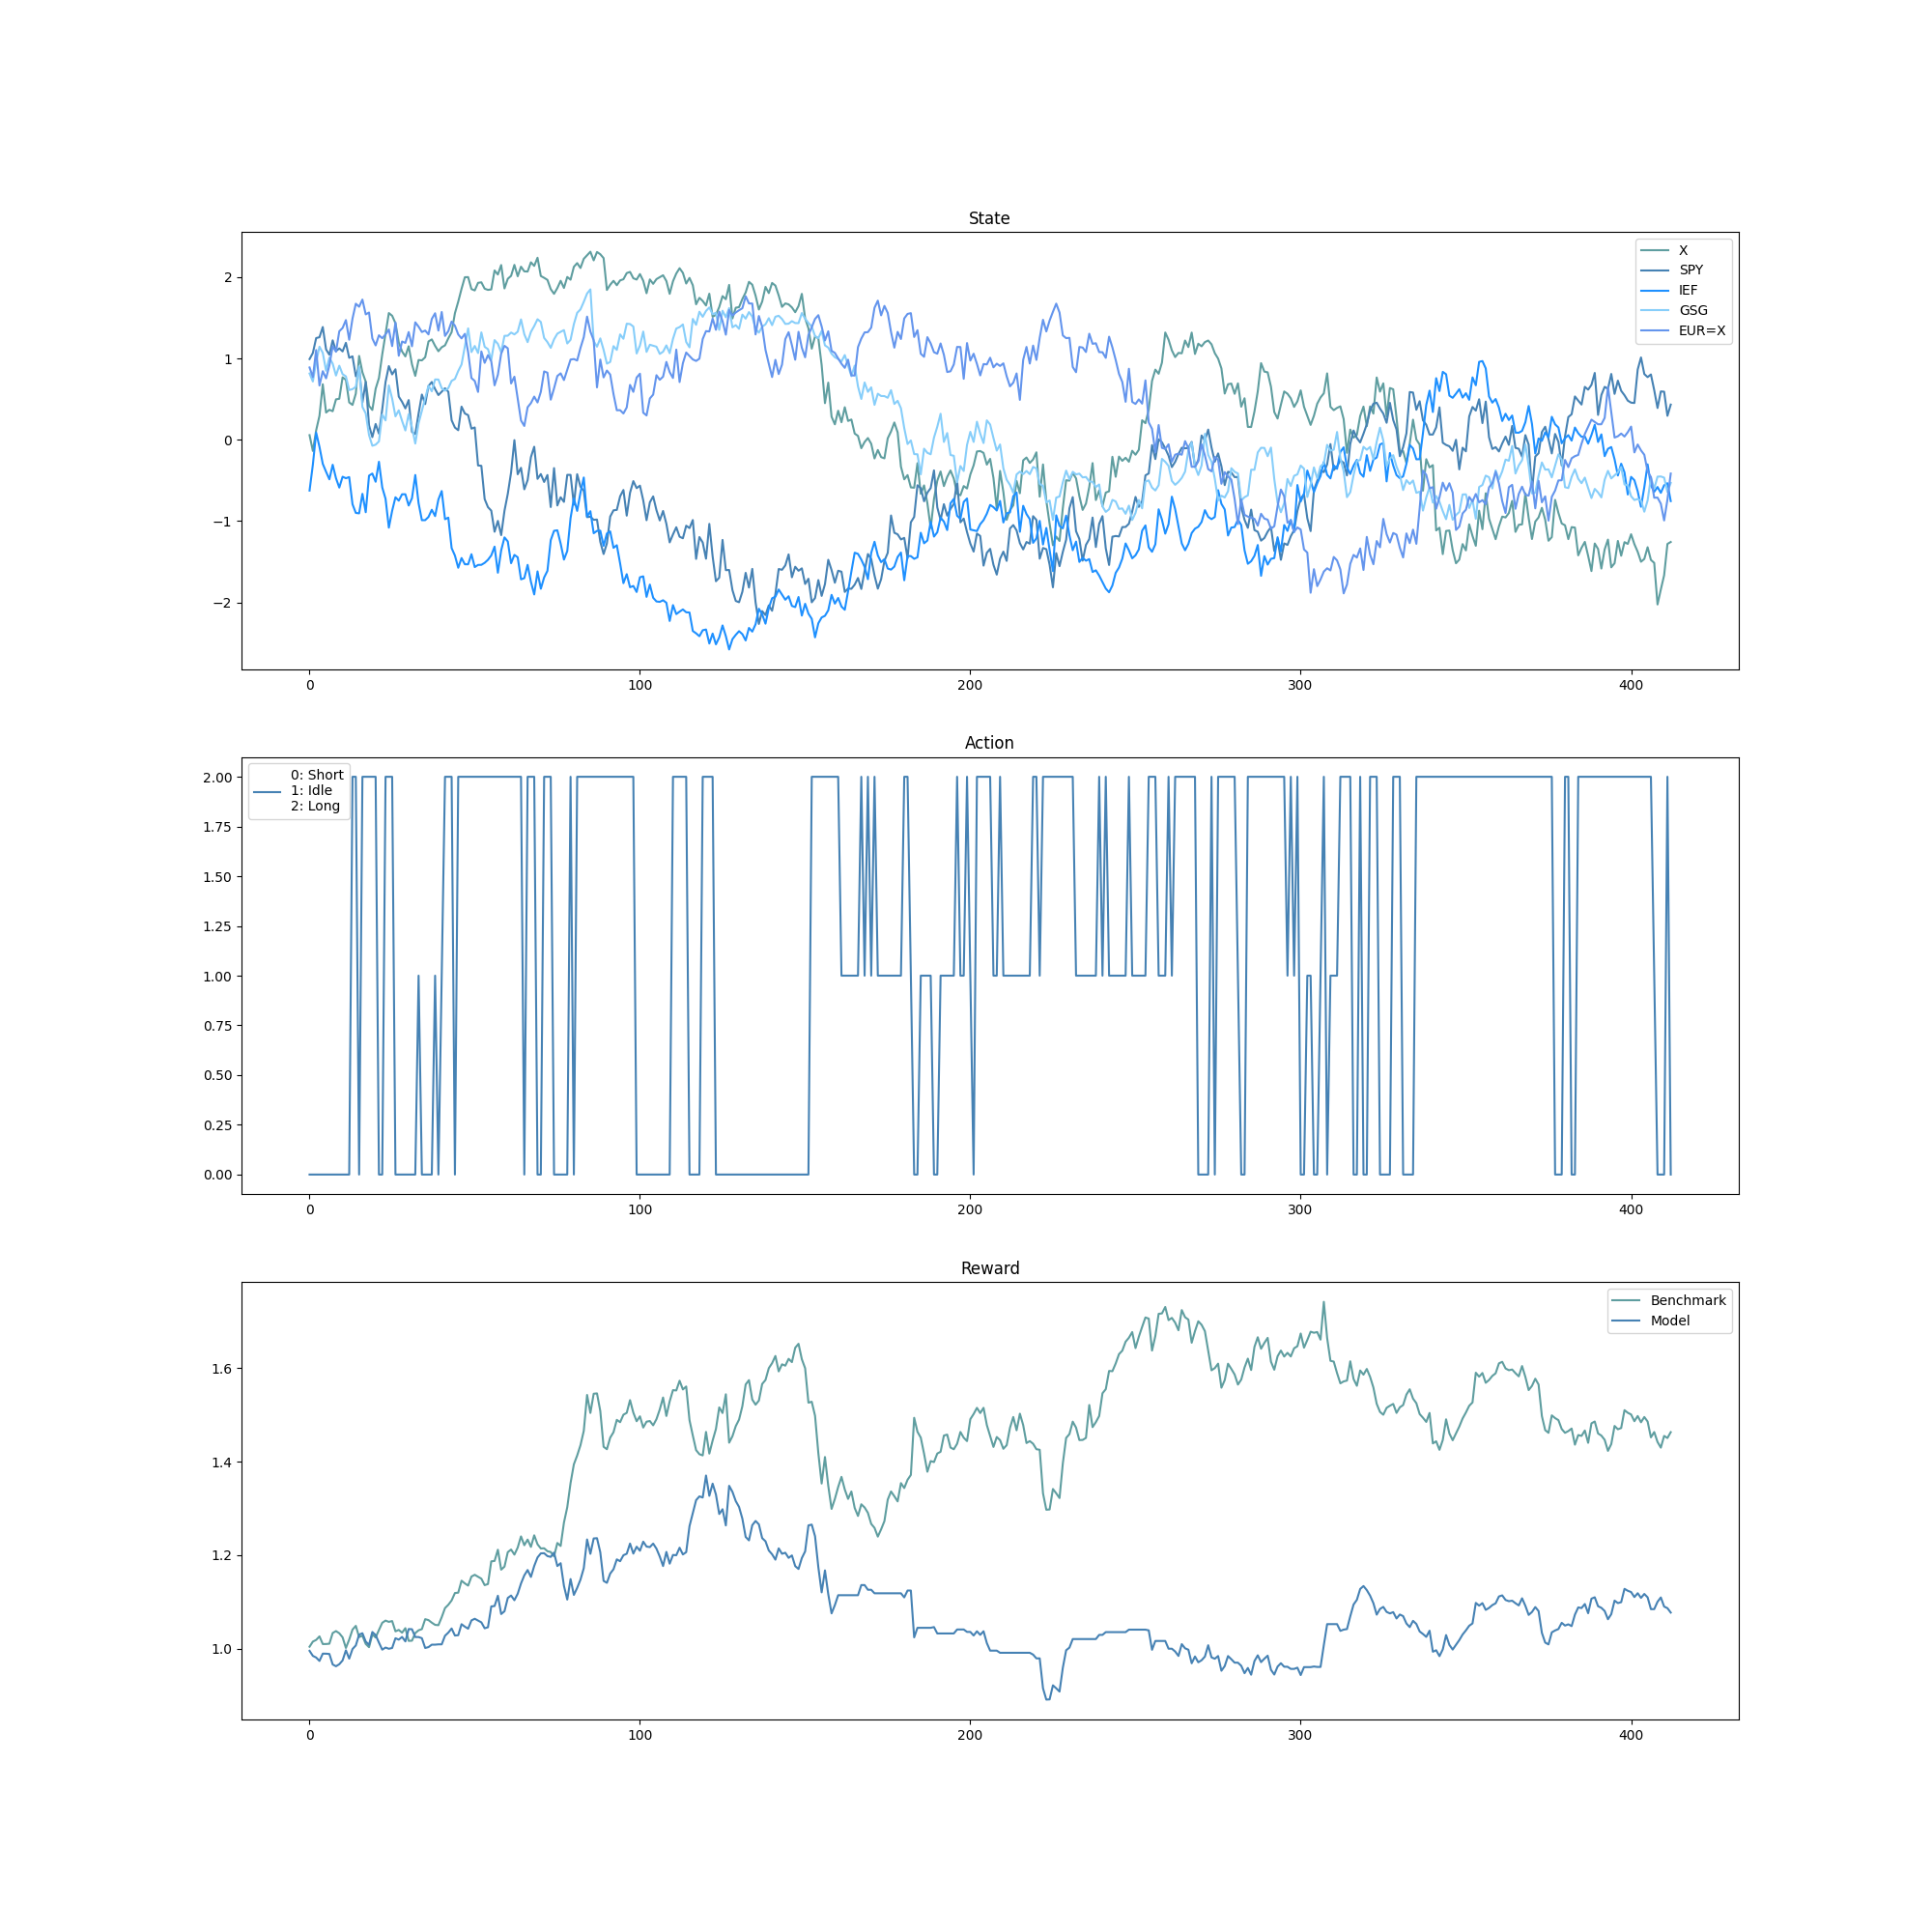 State
X
SPY
IEF
GSG
EUR=X
2
1
0
−1
−2
0 100 200 300 400
Action
0: Short
1: Idle
2: Long
2.00
1.75
1.50
1.25
1.00
0.75
0.50
0.25
0.00
0 100 200 300 400
Reward
Benchmark
Model
1.6
1.4
1.2
1.0
0 100 200 300 400